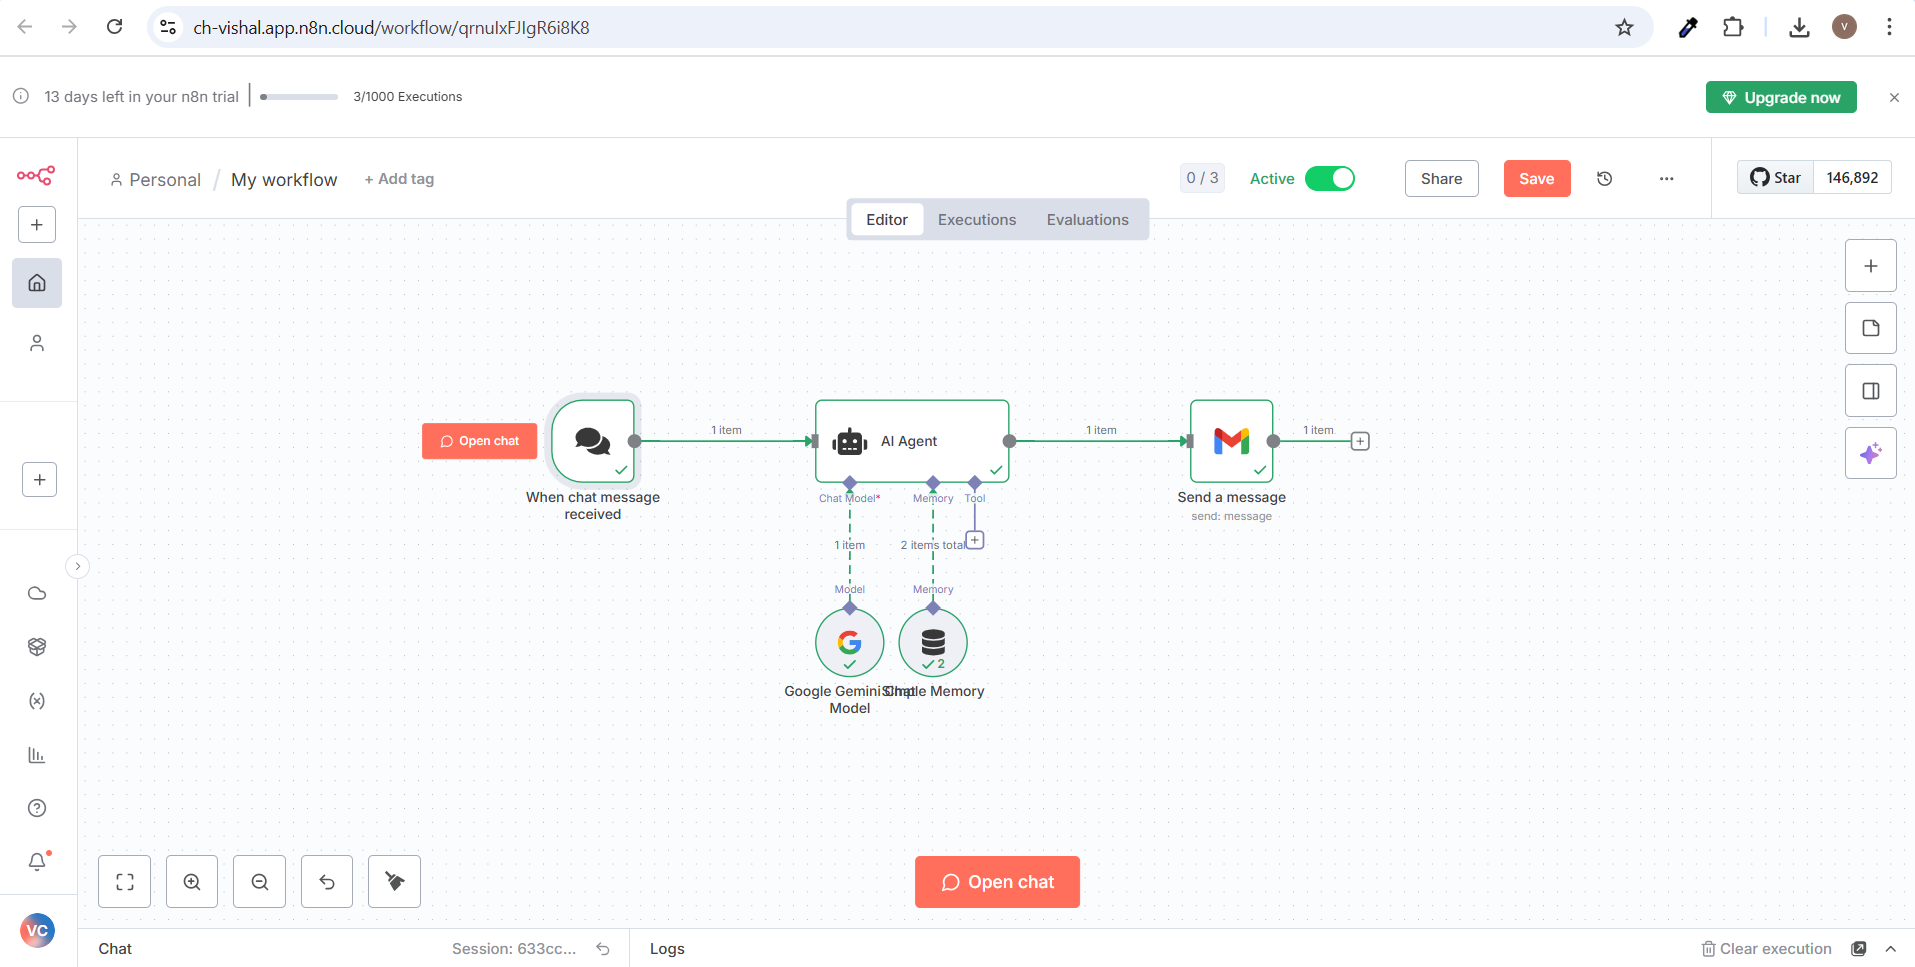 ch-vishal.app.n8n.cloud/workflow/qrnulxFJIgR6i8K8
V
13 days left in your n8n trial
3/1000 Executions
Upgrade now
Personal / My workflow
+ Add tag
0 / 3
Active
Share
Save
Star
146,892
Editor
Executions
Evaluations
Open chat
1 item
AI Agent
1 item
1 item
When chat message
received
Chat Model*
Memory
Tool
Send a message
send: message
1 item
2 items total
Model
Memory
2
Google Gemini Chat
Model
Simple Memory
Open chat
VC
Chat
Session: 633cc...
Logs
Clear execution